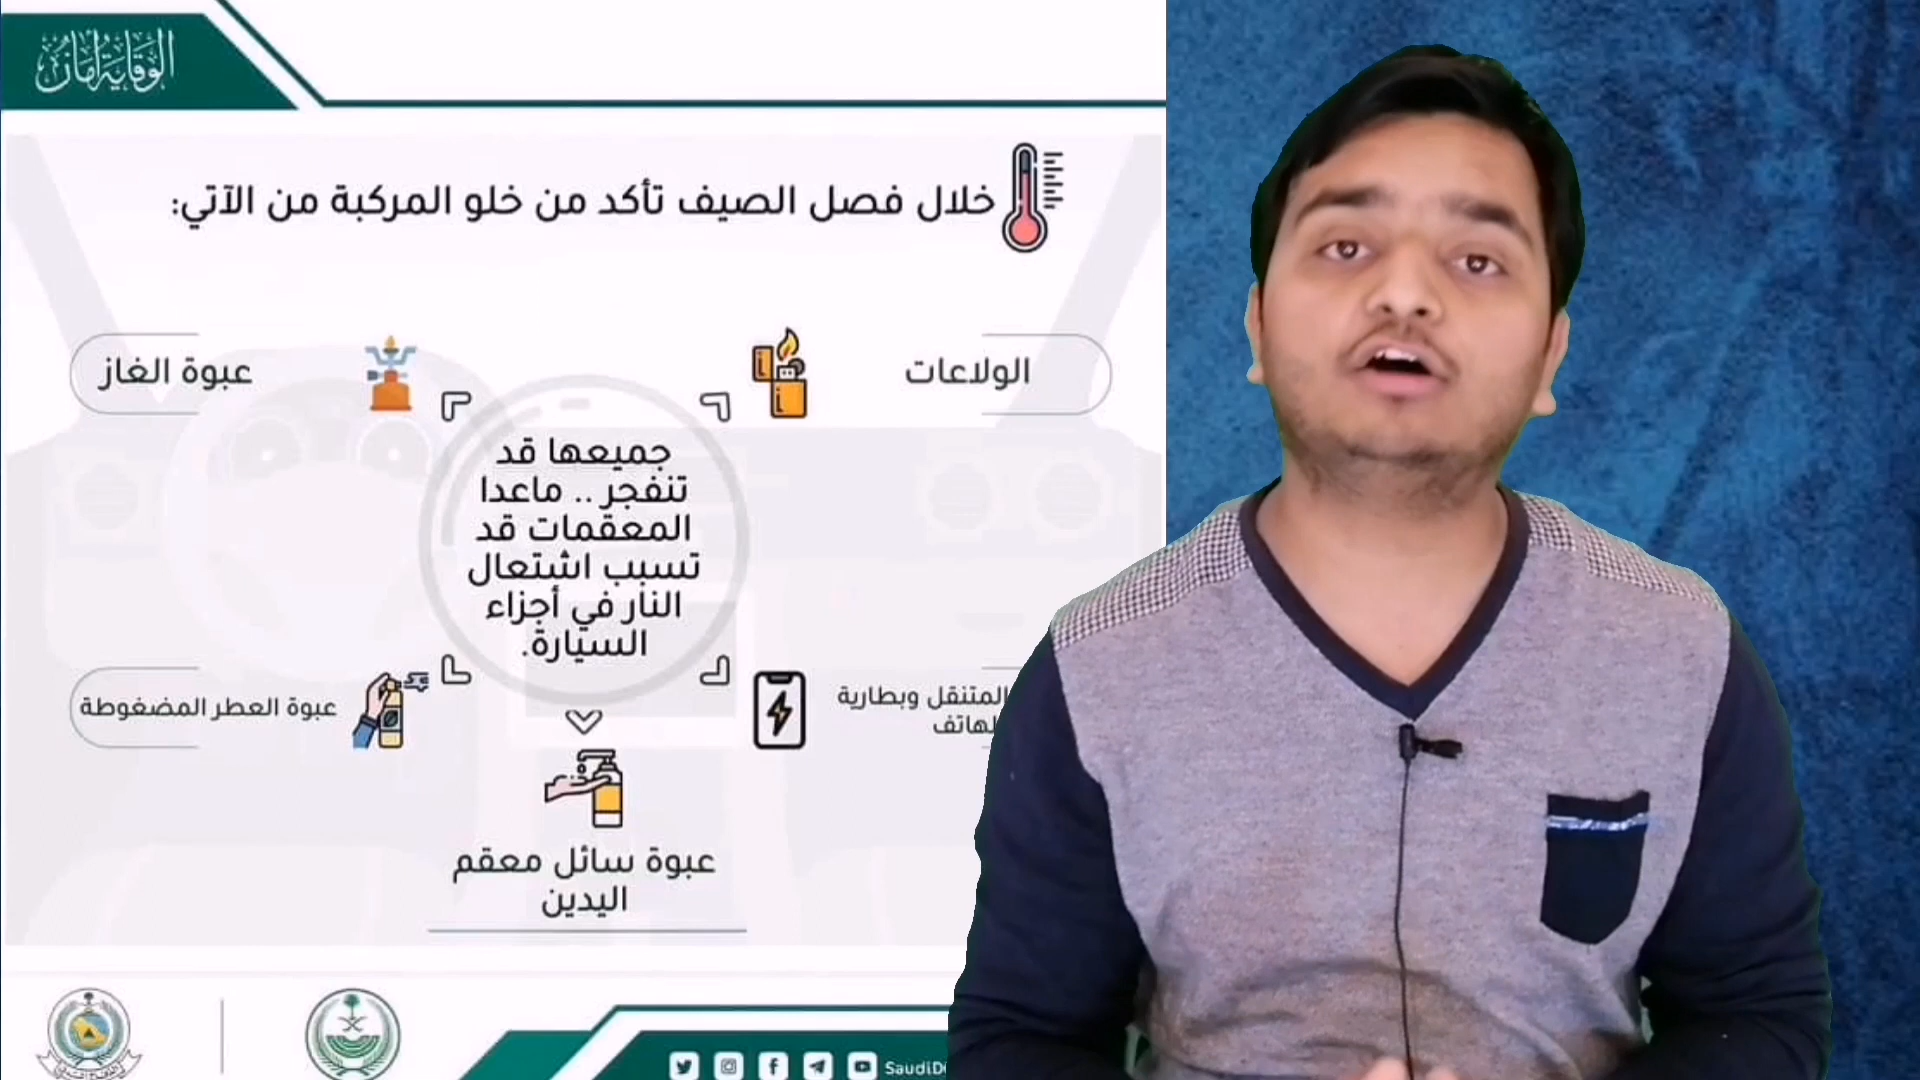 الوقاية أمان
خلال فصل الصيف تأكد من خلو المركبة من الآتي:
الولاعات
عبوة الغاز
جميعها قد
تنفجر .. ماعدا
المعقمات قد
تسبب اشتعال
النار في أجزاء
السيارة.
المتنقل وبطارية
الهاتف
عبوة العطر المضغوطة
عبوة سائل معقم
اليدين